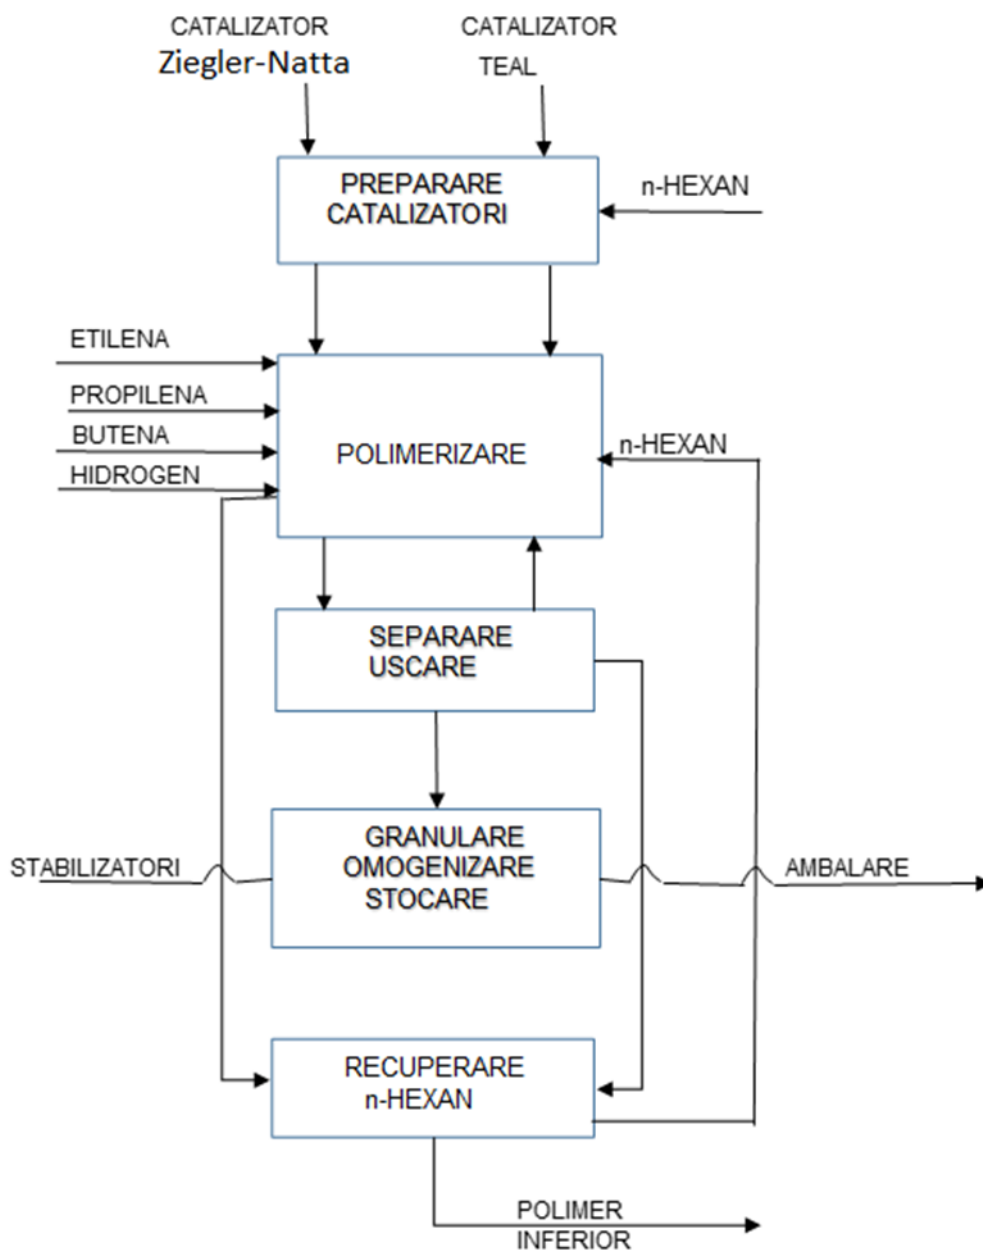 CATALIZATOR
Ziegler-Natta
CATALIZATOR
TEAL
PREPARARE
CATALIZATORI
n-HEXAN
ETILENA
PROPILENA
BUTENA
HIDROGEN
POLIMERIZARE
n-HEXAN
SEPARARE
USCARE
STABILIZATORI
GRANULARE
OMOGENIZARE
STOCARE
AMBALARE
RECUPERARE
n-HEXAN
POLIMER
INFERIOR